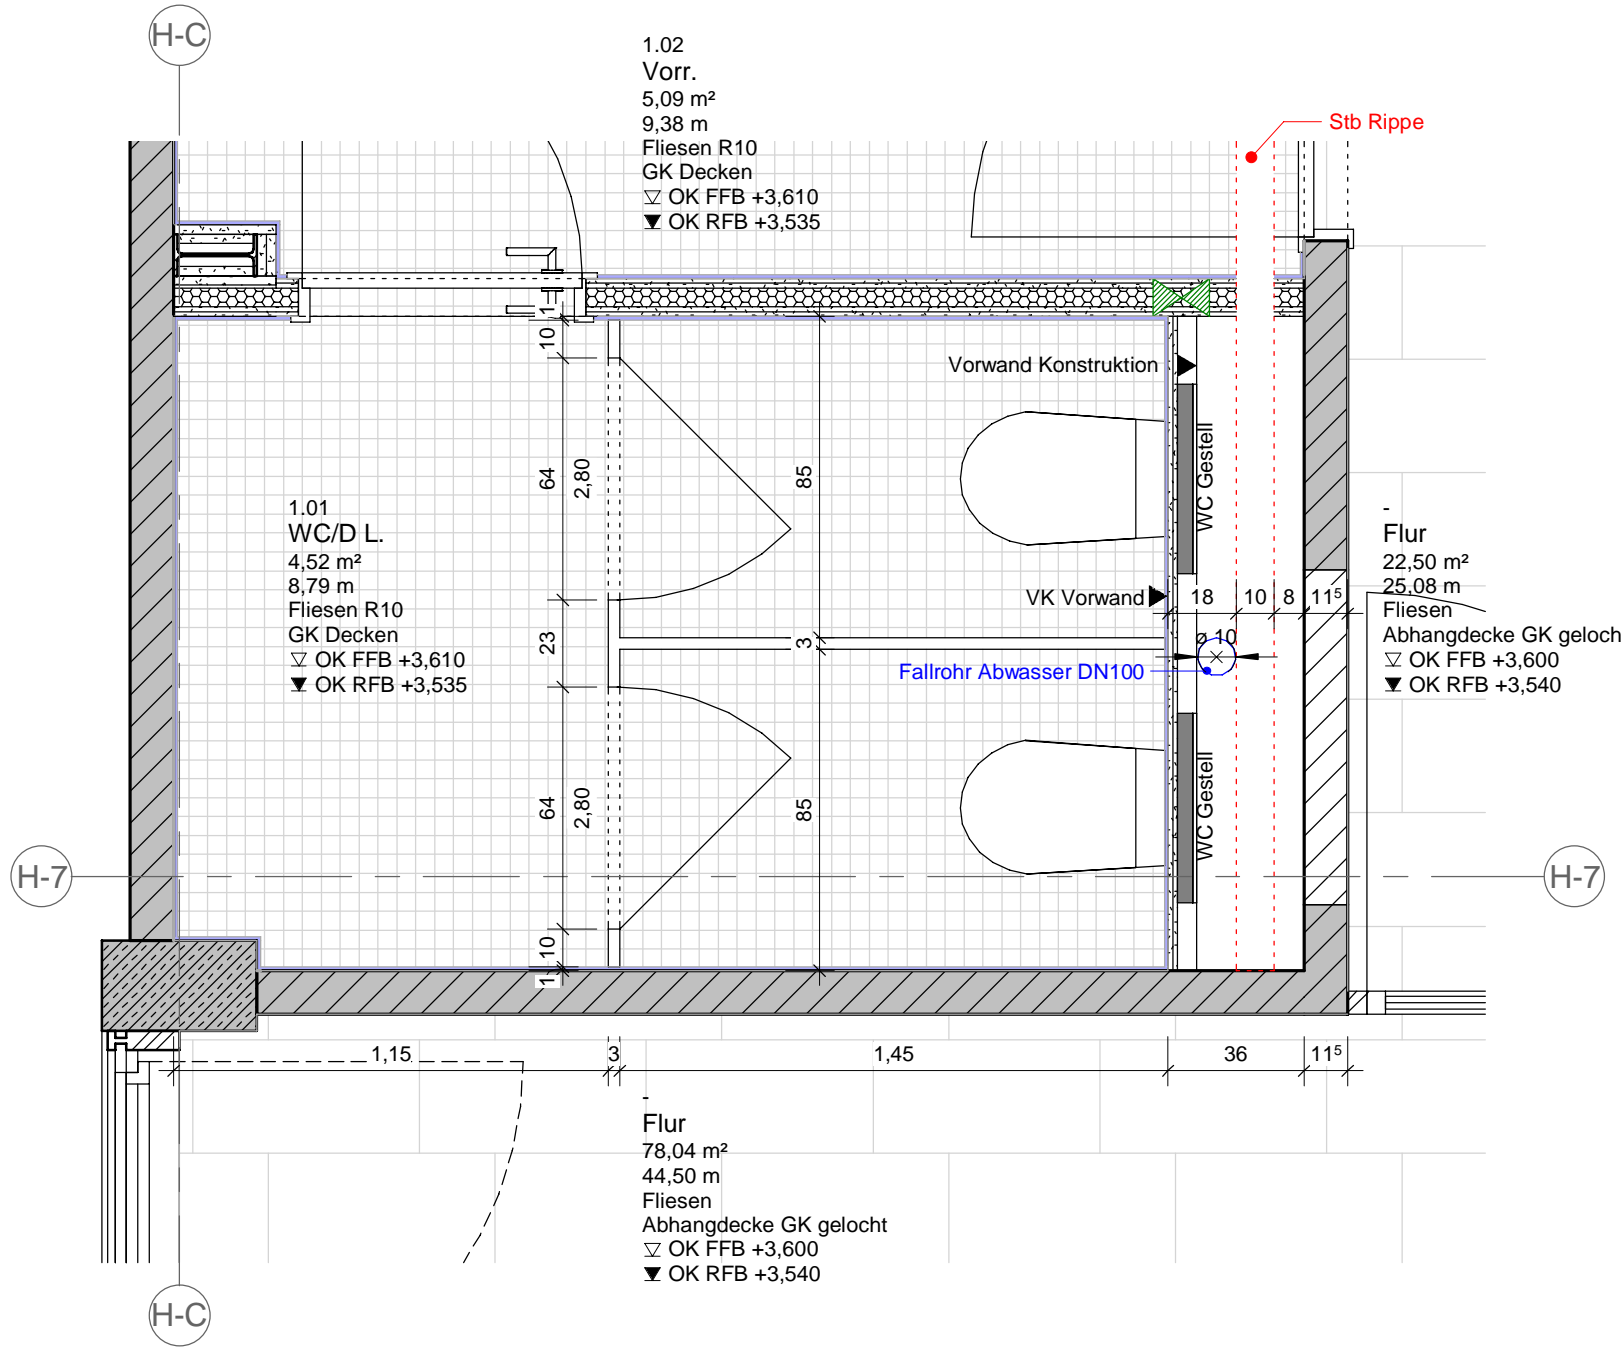 H-C
1.02
Vorr.
5,09 m²
9,38 m
Fliesen R10
GK Decken
▽ OK FFB +3,610
▼ OK RFB +3,535
Stb Rippe
1
10
64
2,80
23
64
2,80
10
1
85
3
85
Vorwand Konstruktion
WC Gestell
1.01
WC/D L.
4,52 m²
8,79 m
Fliesen R10
GK Decken
▽ OK FFB +3,610
▼ OK RFB +3,535
VK Vorwand
18 10 8 11⁵
ø 10
Fallrohr Abwasser DN100
WC Gestell
-
Flur
22,50 m²
25,08 m
Fliesen
Abhangdecke GK geloch
▽ OK FFB +3,600
▼ OK RFB +3,540
H-7
H-7
1,15 3 1,45 36 11⁵
-
Flur
78,04 m²
44,50 m
Fliesen
Abhangdecke GK gelocht
▽ OK FFB +3,600
▼ OK RFB +3,540
H-C